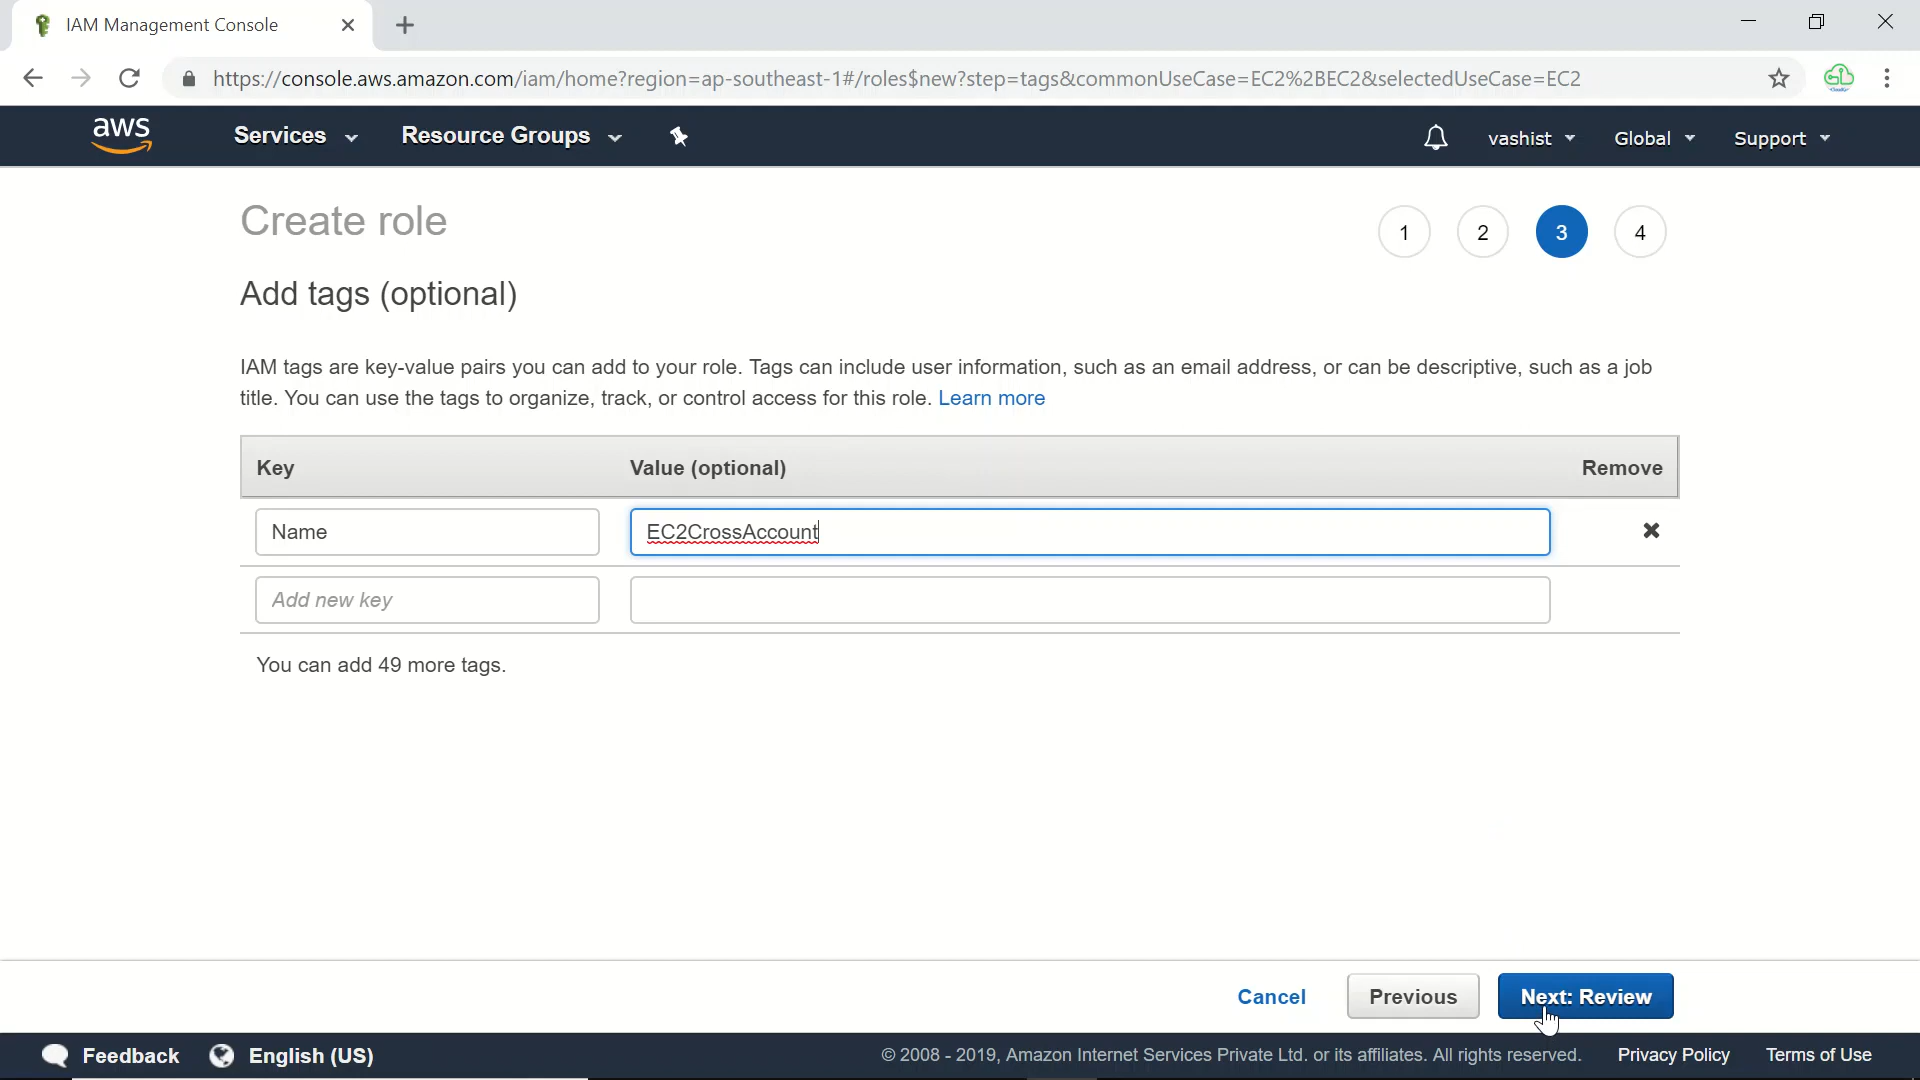 IAM Management Console
https://console.aws.amazon.com/iam/home?region=ap-southeast-1#/roles$new?step=tags&commonUseCase=EC2%2BEC2&selectedUseCase=EC2
aws Services Resource Groups vashist Global Support
Create role
1 2 3 4
Add tags (optional)
IAM tags are key-value pairs you can add to your role. Tags can include user information, such as an email address, or can be descriptive, such as a job
title. You can use the tags to organize, track, or control access for this role. Learn more
Key Value (optional) Remove
Name EC2CrossAccount
Add new key
You can add 49 more tags.
Cancel Previous Next: Review
Feedback English (US) © 2008 - 2019, Amazon Internet Services Private Ltd. or its affiliates. All rights reserved. Privacy Policy Terms of Use